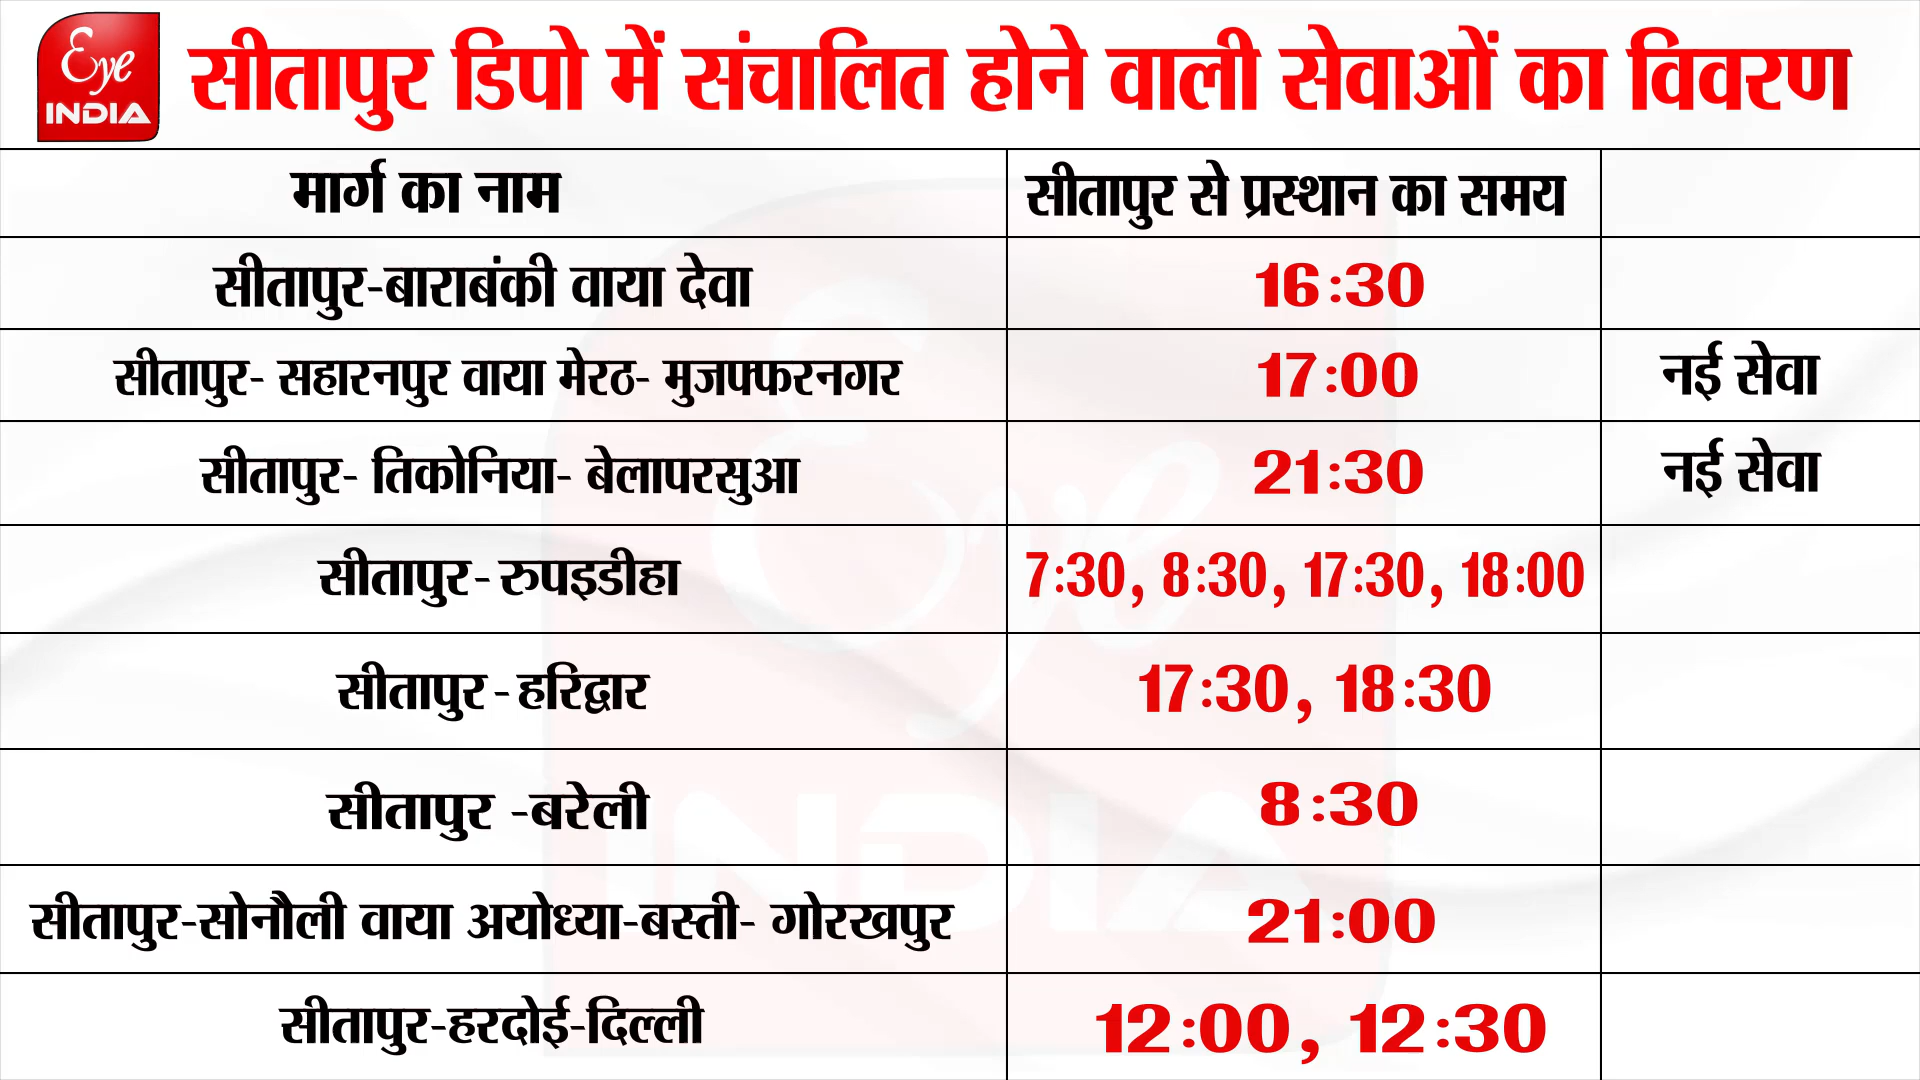 Eye
INDIA
सीतापुर डिपो में संचालित होने वाली सेवाओं का विवरण
मार्ग का नाम
सीतापुर से प्रस्थान का समय
सीतापुर-बाराबंकी वाया देवा
16:30
सीतापुर- सहारनपुर वाया मेरठ- मुजफ्फरनगर
17:00
नई सेवा
सीतापुर- तिकोनिया- बेलापरसुआ
21:30
नई सेवा
सीतापुर-रुपइडीहा
7:30, 8:30, 17:30, 18:00
सीतापुर-हरिद्वार
17:30, 18:30
सीतापुर -बरेली
8:30
सीतापुर-सोनौली वाया अयोध्या-बस्ती- गोरखपुर
21:00
सीतापुर-हरदोई-दिल्ली
12:00, 12:30
Eye
INDIA